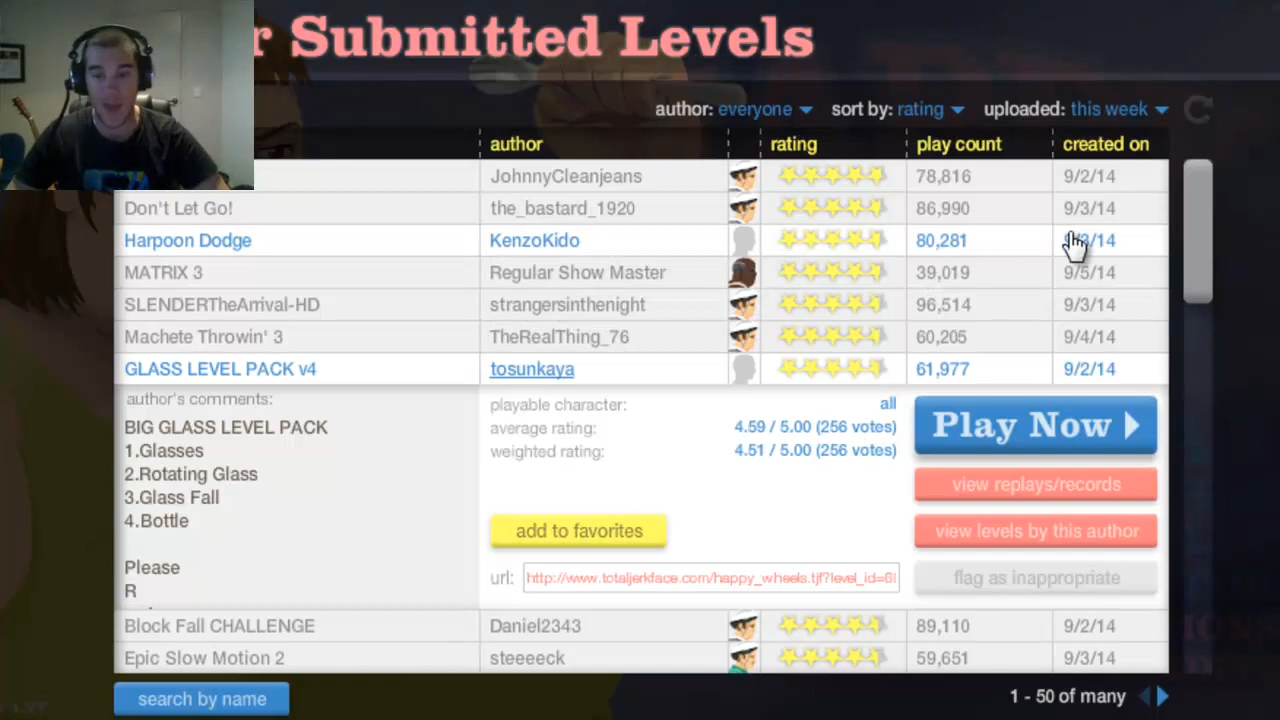 r Submitted Levels
author: everyone sort by: rating uploaded: this week
author rating play count created on
JohnnyCleanjeans 78,816 9/2/14
Don't Let Go! the_bastard_1920 86,990 9/3/14
Harpoon Dodge KenzoKido 80,281 /14
MATRIX 3 Regular Show Master 39,019 9/5/14
SLENDERTheArrival-HD strangersinthenight 96,514 9/3/14
Machete Throwin' 3 TheRealThing_76 60,205 9/4/14
GLASS LEVEL PACK v4 tosunkaya 61,977 9/2/14
author's comments:
BIG GLASS LEVEL PACK
1.Glasses
2.Rotating Glass
3.Glass Fall
4.Bottle
Please
R
playable character: all
average rating: 4.59 / 5.00 (256 votes)
weighted rating: 4.51 / 5.00 (256 votes)
add to favorites
url: http://www.totaljerkface.com/happy_wheels.tjf?level_id=6
Play Now
view replays/records
view levels by this author
flag as inappropriate
Block Fall CHALLENGE Daniel2343 89,110 9/2/14
Epic Slow Motion 2 steeeeck 59,651 9/3/14
search by name
1 - 50 of many